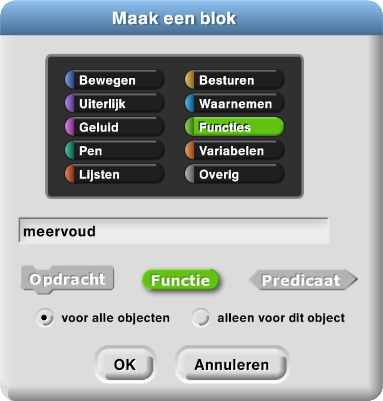 Maak een blok
Bewegen Besturen
Uiterlijk Waarnemen
Geluid Functies
Pen Variabelen
Lijsten Overig
meervoud
Opdracht Functie Predicaat
voor alle objecten alleen voor dit object
OK Annuleren